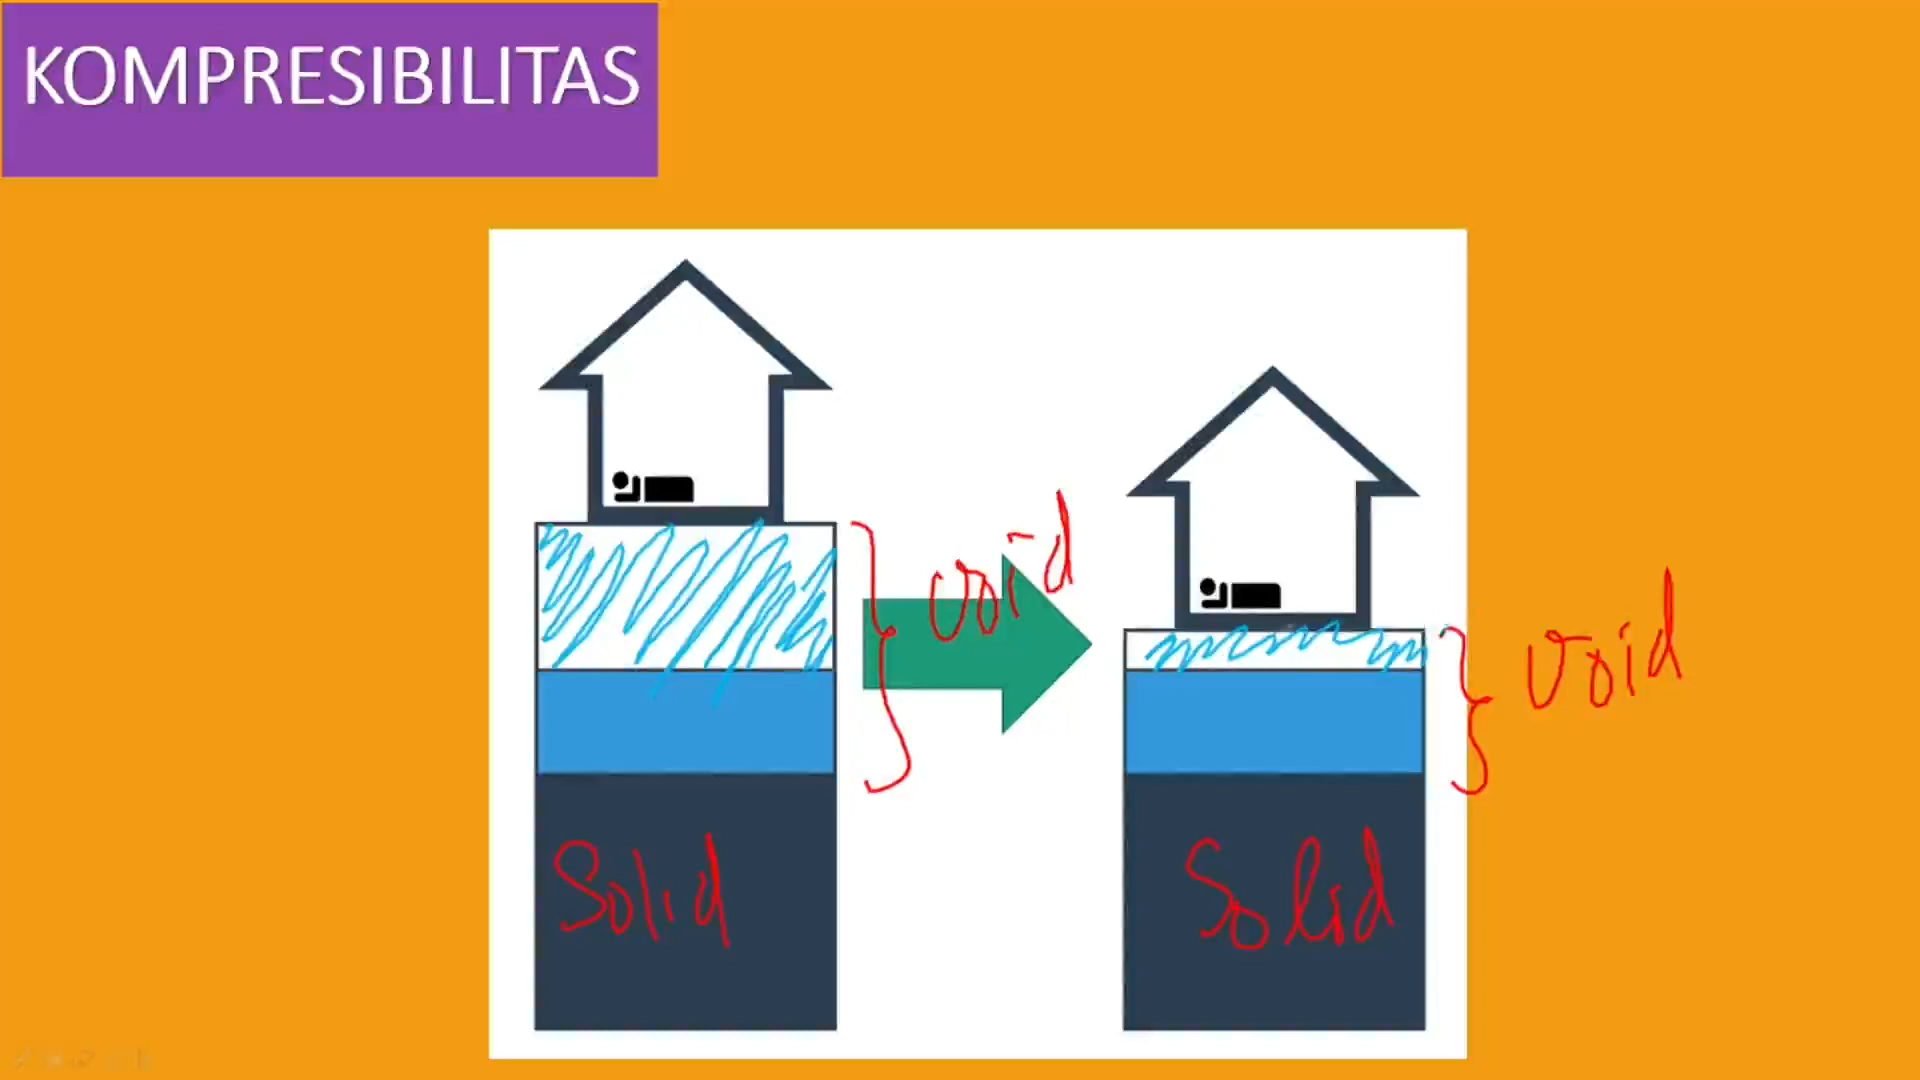 KOMPRESIBILITAS
void
void
Solid
Solid